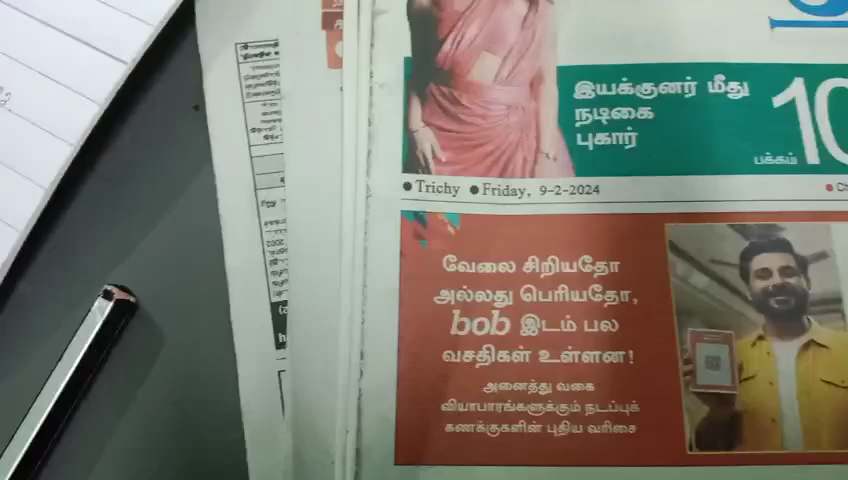 இயக்குனர் மீது
நடிகை
புகார்
பக்கம் 10
● Trichy ● Friday, 9-2-2024
வேலை சிறியதோ
அல்லது பெரியதோ,
bob இடம் பல
வசதிகள் உள்ளன!
அனைத்து வகை
வியாபாரங்களுக்கும் நடப்புக்
கணக்குகளின் புதிய வரிசை